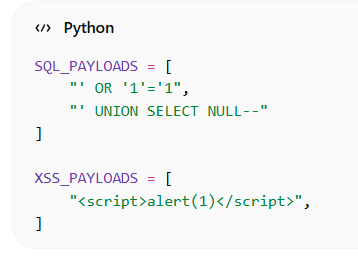 </> Python
SQL_PAYLOADS = [
    "' OR '1'='1",
    "' UNION SELECT NULL--"
]
XSS_PAYLOADS = [
    "<script>alert(1)</script>",
]